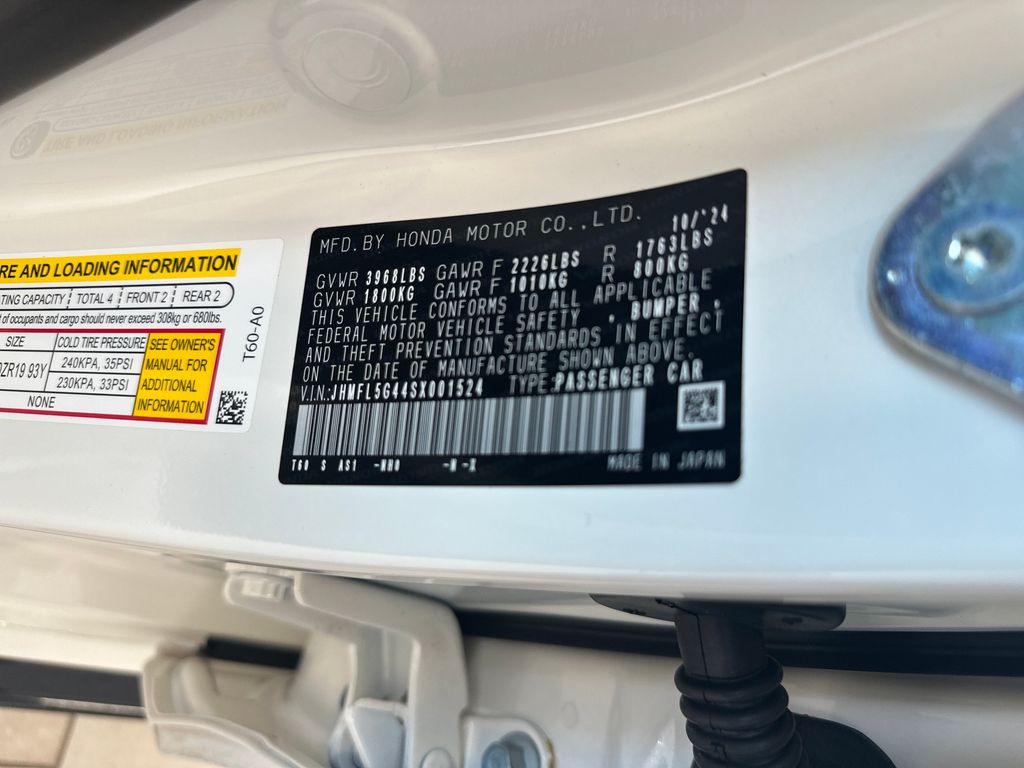 RE AND LOADING INFORMATION
TING CAPACITY TOTAL 4 FRONT 2 REAR 2
t of occupants and cargo should never exceed 308kg or 680lbs.
SIZE COLD TIRE PRESSURE
ZR19 93Y 240KPA, 35PSI
230KPA, 33PSI
NONE
SEE OWNER'S
MANUAL FOR
ADDITIONAL
INFORMATION
T60-A0
MFD.BY HONDA MOTOR CO.,LTD. 10/'24
GVWR 3968LBS GAWR F 2226LBS R 1763LBS
GVWR 1800KG GAWR F 1010KG R 800KG
THIS VEHICLE CONFORMS TO ALL APPLICABLE
FEDERAL MOTOR VEHICLE SAFETY , BUMPER ,
AND THEFT PREVENTION STANDARDS IN EFFECT
ON THE DATE OF MANUFACTURE SHOWN ABOVE.
V.I.N:JHMFL5G44SX001524 TYPE:PASSENGER CAR
T60 S AS1 -NH0 -N -X MADE IN JAPAN